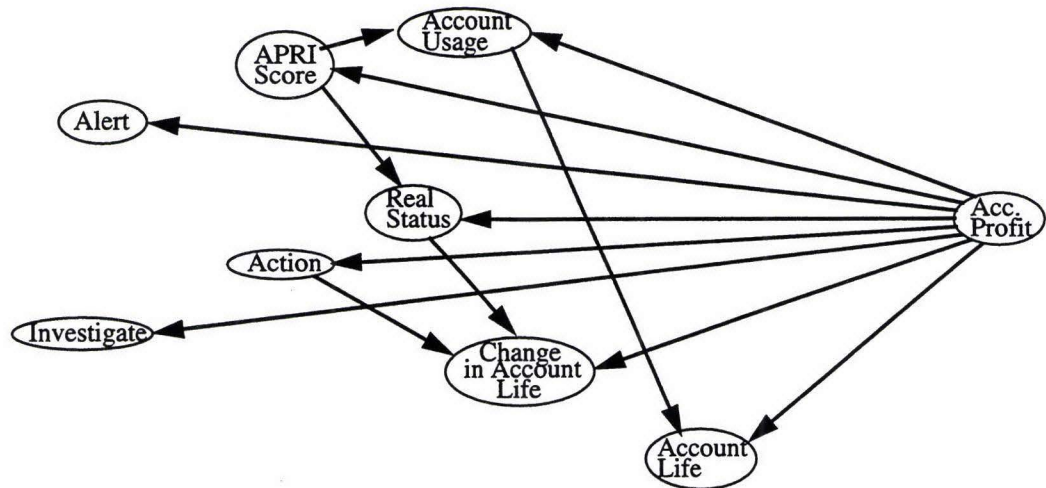 Account
Usage
APRI
Score
Alert
Real
Status
Acc.
Profit
Action
Investigate
Change
in Account
Life
Account
Life